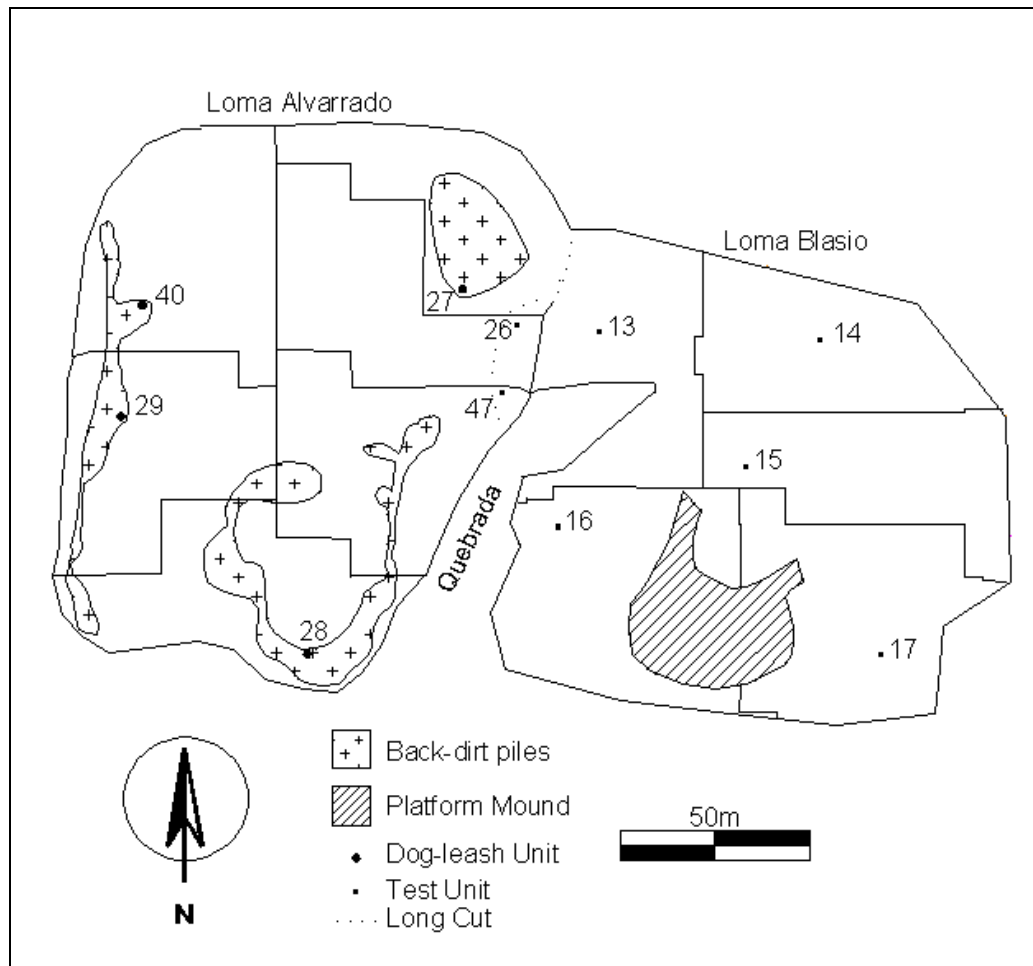 Loma Alvarrado
Loma Blasio
40
27
26
13
14
29
47
15
16
Quebrada
28
17
Back-dirt piles
Platform Mound
50m
Dog-leash Unit
Test Unit
Long Cut
N